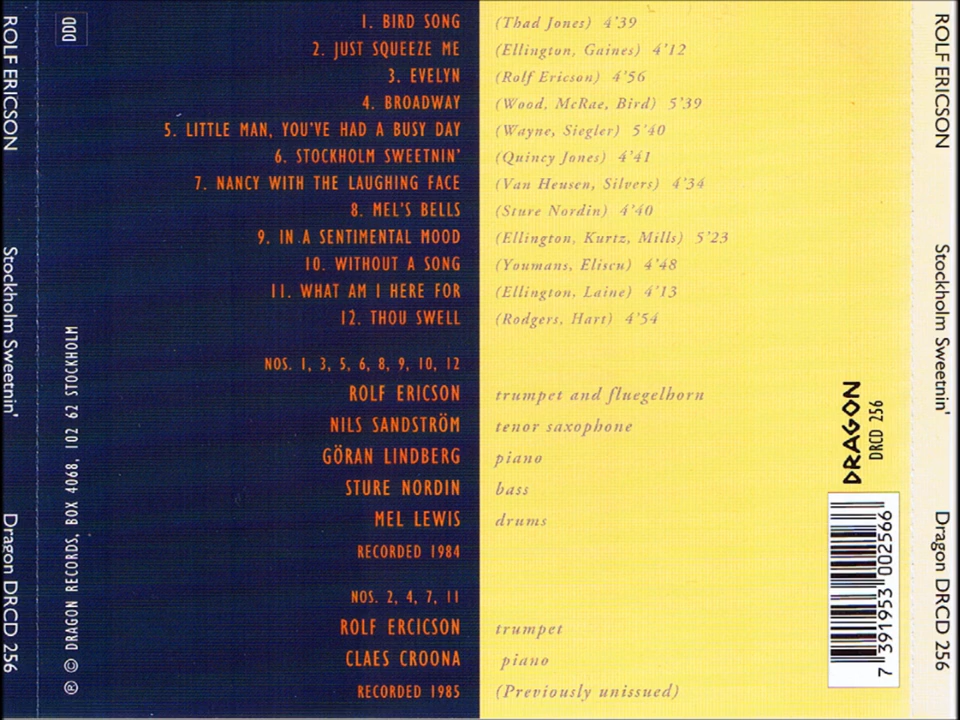 ROLF ERICSON Stockholm Sweetnin' Dragon DRCD 256
DDD
℗ © DRAGON RECORDS, BOX 4068, 102 62 STOCKHOLM
1. BIRD SONG (Thad Jones) 4'39
2. JUST SQUEEZE ME (Ellington, Gaines) 4'12
3. EVELYN (Rolf Ericson) 4'56
4. BROADWAY (Wood, McRae, Bird) 5'39
5. LITTLE MAN, YOU'VE HAD A BUSY DAY (Wayne, Siegler) 5'40
6. STOCKHOLM SWEETNIN' (Quincy Jones) 4'41
7. NANCY WITH THE LAUGHING FACE (Van Heusen, Silvers) 4'34
8. MEL'S BELLS (Sture Nordin) 4'40
9. IN A SENTIMENTAL MOOD (Ellington, Kurtz, Mills) 5'23
10. WITHOUT A SONG (Youmans, Eliscu) 4'48
11. WHAT AM I HERE FOR (Ellington, Laine) 4'13
12. THOU SWELL (Rodgers, Hart) 4'54
NOS. 1, 3, 5, 6, 8, 9, 10, 12
ROLF ERICSON trumpet and fluegelhorn
NILS SANDSTRÖM tenor saxophone
GÖRAN LINDBERG piano
STURE NORDIN bass
MEL LEWIS drums
RECORDED 1984
NOS. 2, 4, 7, 11
ROLF ERCICSON trumpet
CLAES CROONA piano
RECORDED 1985 (Previously unissued)
DRAGON
DRCD 256
7 391953 002566
ROLF ERICSON Stockholm Sweetnin' Dragon DRCD 256